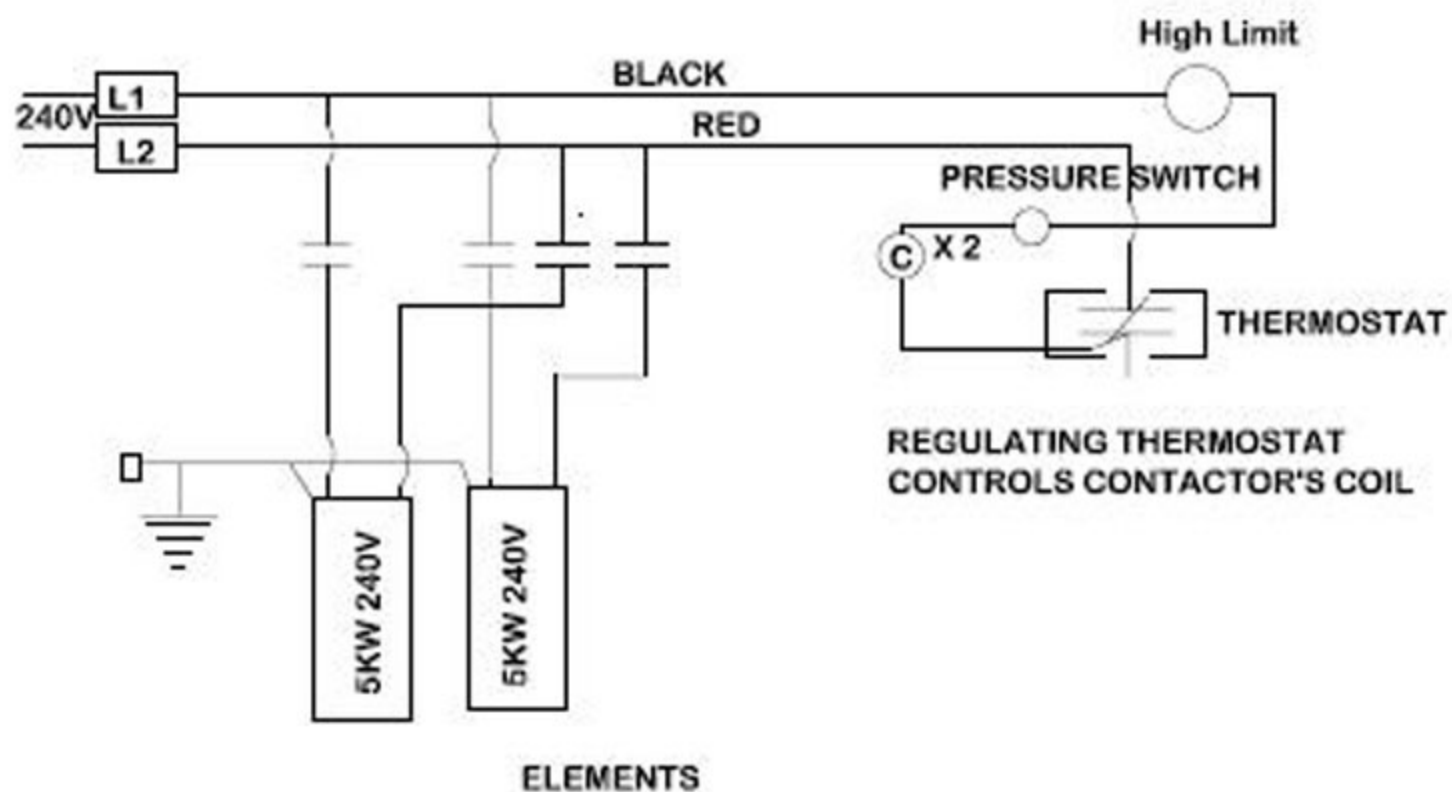 High Limit
BLACK
L1
240V
RED
L2
PRESSURE SWITCH
C X 2
THERMOSTAT
REGULATING THERMOSTAT
CONTROLS CONTACTOR'S COIL
5KW 240V
5KW 240V
ELEMENTS